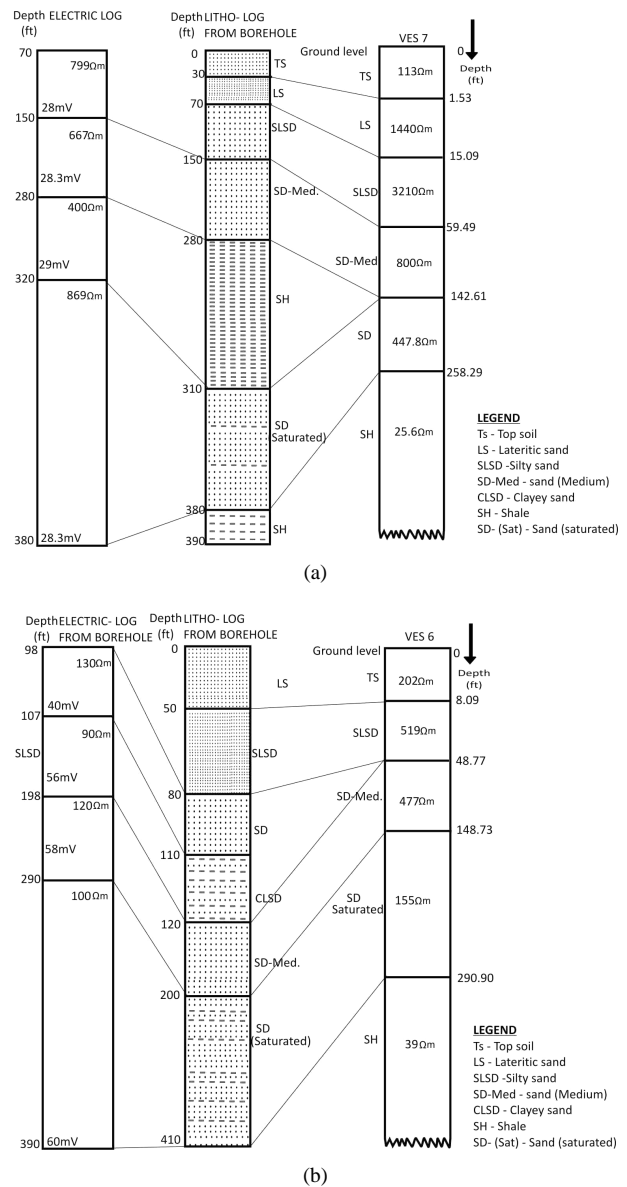 Depth ELECTRIC LOG
(ft)
70
799Ωm
28mV
150
667Ωm
28.3mV
280
400Ωm
29mV
320
869Ωm
380
28.3mV
Depth LITHO- LOG
(ft) FROM BOREHOLE
0
TS
30
LS
70
SLSD
150
SD-Med.
280
SH
310
SD
Saturated)
380
SH
390
VES 7
Ground level
0
Depth
(ft)
TS
113Ωm
1.53
LS
1440Ωm
15.09
SLSD
3210Ωm
59.49
SD-Med
800Ωm
142.61
SD
447.8Ωm
258.29
SH
25.6Ωm
LEGEND
Ts - Top soil
LS - Lateritic sand
SLSD -Silty sand
SD-Med - sand (Medium)
CLSD - Clayey sand
SH - Shale
SD- (Sat) - Sand (saturated)
(a)
Depth ELECTRIC-LOG
(ft) FROM BOREHOLE
98
130Ωm
40mV
107
90Ωm
SLSD
56mV
198
120Ωm
58mV
290
100Ωm
390
60mV
Depth LITHO- LOG
(ft) FROM BOREHOLE
0
LS
50
SLSD
80
SD
110
CLSD
120
SD-Med.
200
SD
(Saturated)
410
VES 6
Ground level
0
Depth
(ft)
TS
202Ωm
8.09
SLSD
519Ωm
48.77
SD-Med.
477Ωm
148.73
SD
Saturated
155Ωm
290.90
SH
39Ωm
LEGEND
Ts - Top soil
LS - Lateritic sand
SLSD -Silty sand
SD-Med - sand (Medium)
CLSD - Clayey sand
SH - Shale
SD- (Sat) - Sand (saturated)
(b)